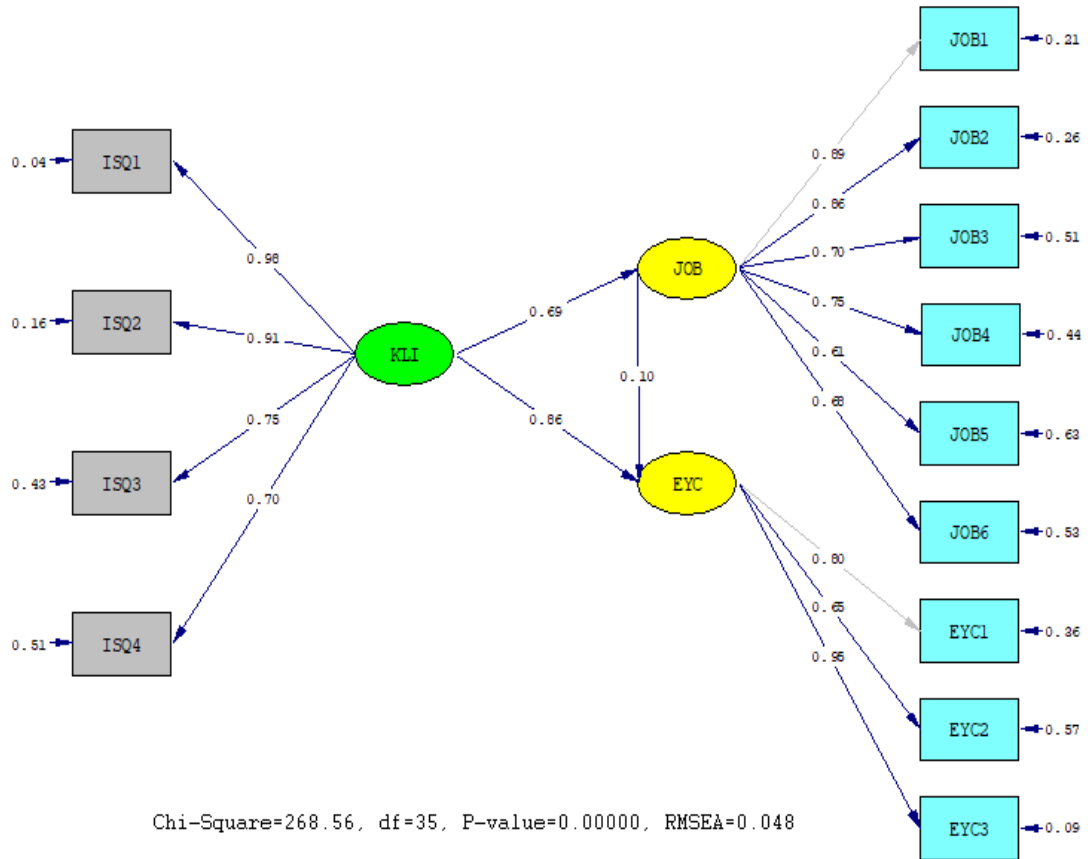 JOB1
0.21
JOB2
0.26
JOB3
0.51
JOB4
0.44
JOB5
0.63
JOB6
0.53
EYC1
0.36
EYC2
0.57
EYC3
0.09
0.04
ISQ1
0.16
ISQ2
0.43
ISQ3
0.51
ISQ4
0.98
0.91
0.75
0.70
KLI
0.69
0.86
JOB
0.10
EYC
0.89
0.86
0.70
0.75
0.61
0.68
0.80
0.65
0.95
Chi-Square=268.56, df=35, P-value=0.00000, RMSEA=0.048